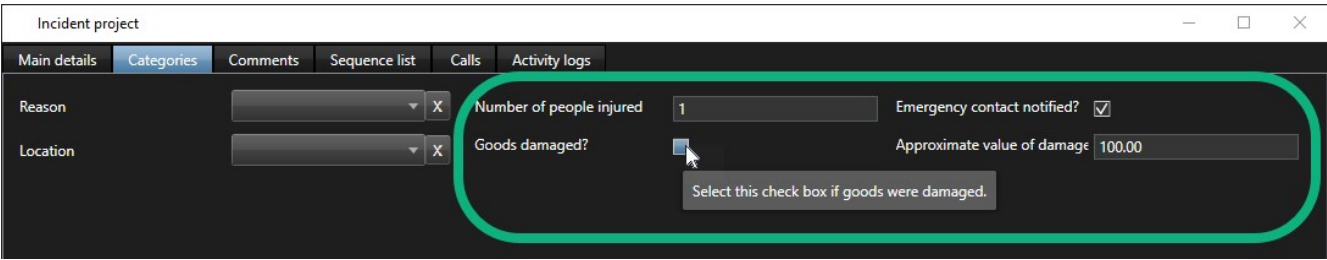 Incident project
Main details Categories Comments Sequence list Calls Activity logs
Reason X Number of people injured 1 Emergency contact notified?
Location X Goods damaged? Approximate value of damage 100.00
Select this check box if goods were damaged.